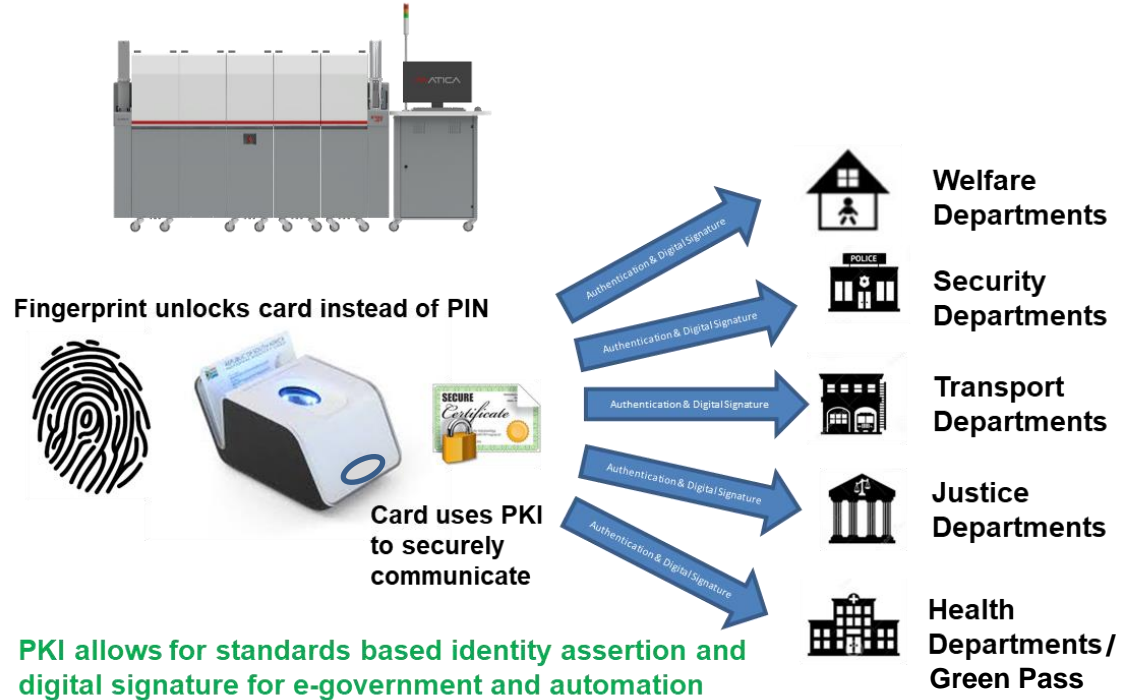 MATICA
Welfare
Departments
Authentication & Digital Signature
POLICE
Security
Departments
Authentication & Digital Signature
Fingerprint unlocks card instead of PIN
Transport
Departments
Authentication & Digital Signature
SECURE
Certificate
Authentication & Digital Signature
Justice
Departments
Card uses PKI
to securely
communicate
Authentication & Digital Signature
Health
Departments/
Green Pass
PKI allows for standards based identity assertion and
digital signature for e-government and automation